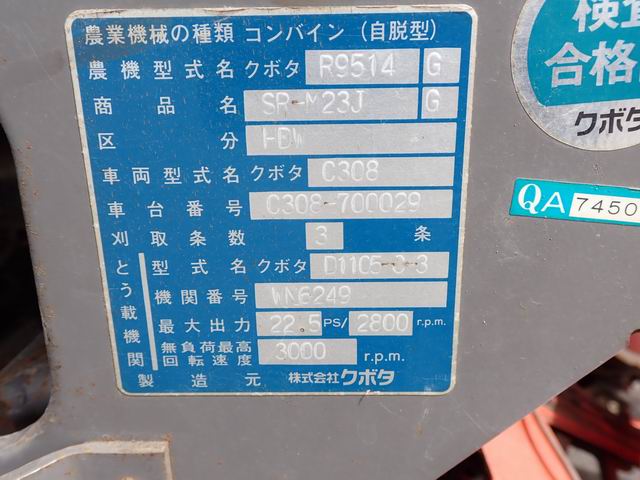 農業機械の種類 コンバイン (自脱型)
農機型式名 クボタ R9514 G
商品名 SR-M23J G
区分 HDW
車両型式名 クボタ C308
車台番号 C308-700029
刈取条数 3 条
とう載機関
型式名 クボタ D1105-C-3
機関番号 WN6249
最大出力 22.5 PS/ 2800 r.p.m.
無負荷最高回転速度 3000 r.p.m.
製造元 株式会社クボタ
検査
合格
クボタ
QA 7450